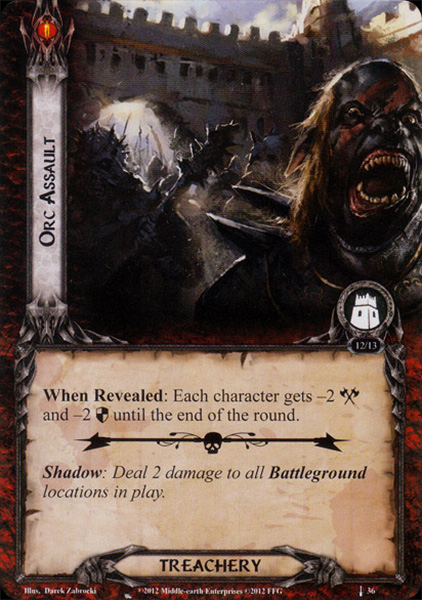 ORC ASSAULT
12/13
When Revealed: Each character gets –2
and –2 until the end of the round.
Shadow: Deal 2 damage to all Battleground
locations in play.
TREACHERY
Illus. Darek Zabrocki ©2012 Middle-earth Enterprises ©2012 FFG 36